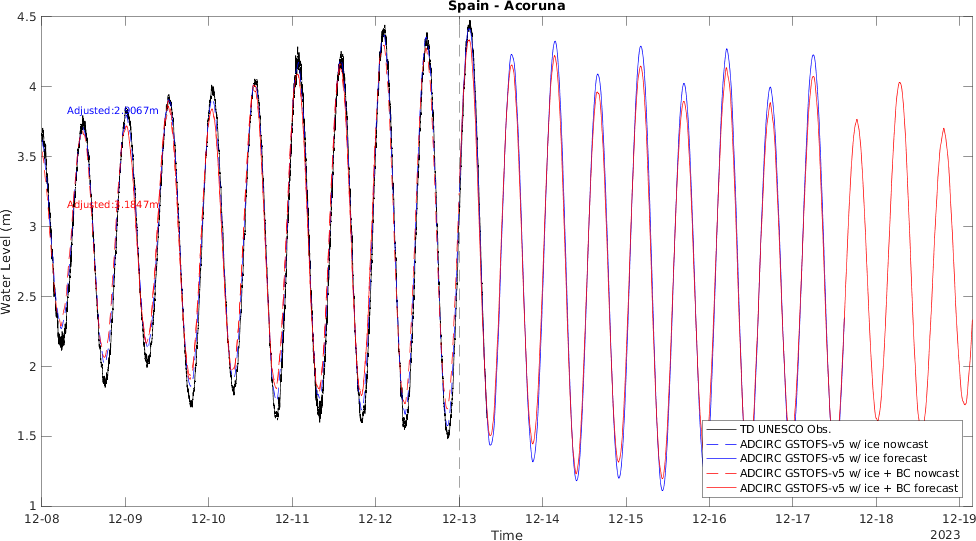 Spain - Acoruna
4.5
4
3.5
3
2.5
2
1.5
1
Water Level (m)
Adjusted:
Adjusted:
TD UNESCO Obs.
ADCIRC GSTOFS-v5 w/ ice nowcast
ADCIRC GSTOFS-v5 w/ ice forecast
ADCIRC GSTOFS-v5 w/ ice + BC nowcast
ADCIRC GSTOFS-v5 w/ ice + BC forecast
12-08 12-09 12-10 12-11 12-12 12-13 12-14 12-15 12-16 12-17 12-18 12-19
2023
Time